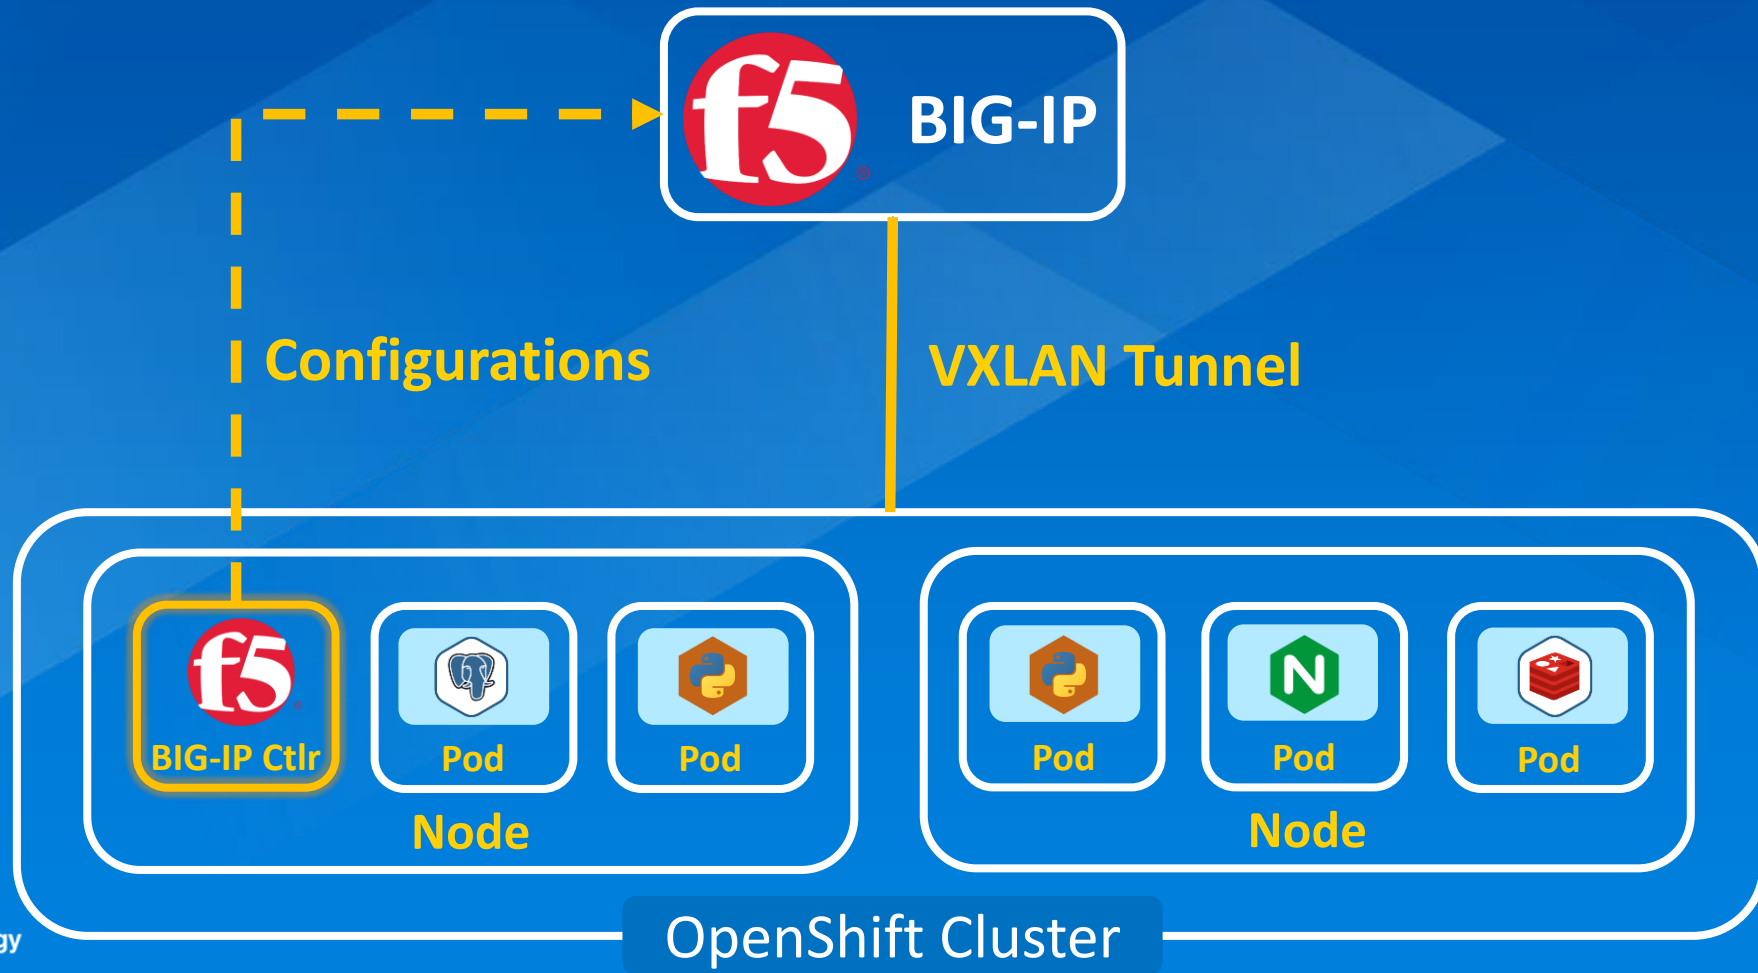 f5
BIG-IP
Configurations
VXLAN Tunnel
f5
BIG-IP Ctlr
Pod
Pod
Pod
N
Pod
Pod
Node
Node
OpenShift Cluster
gy